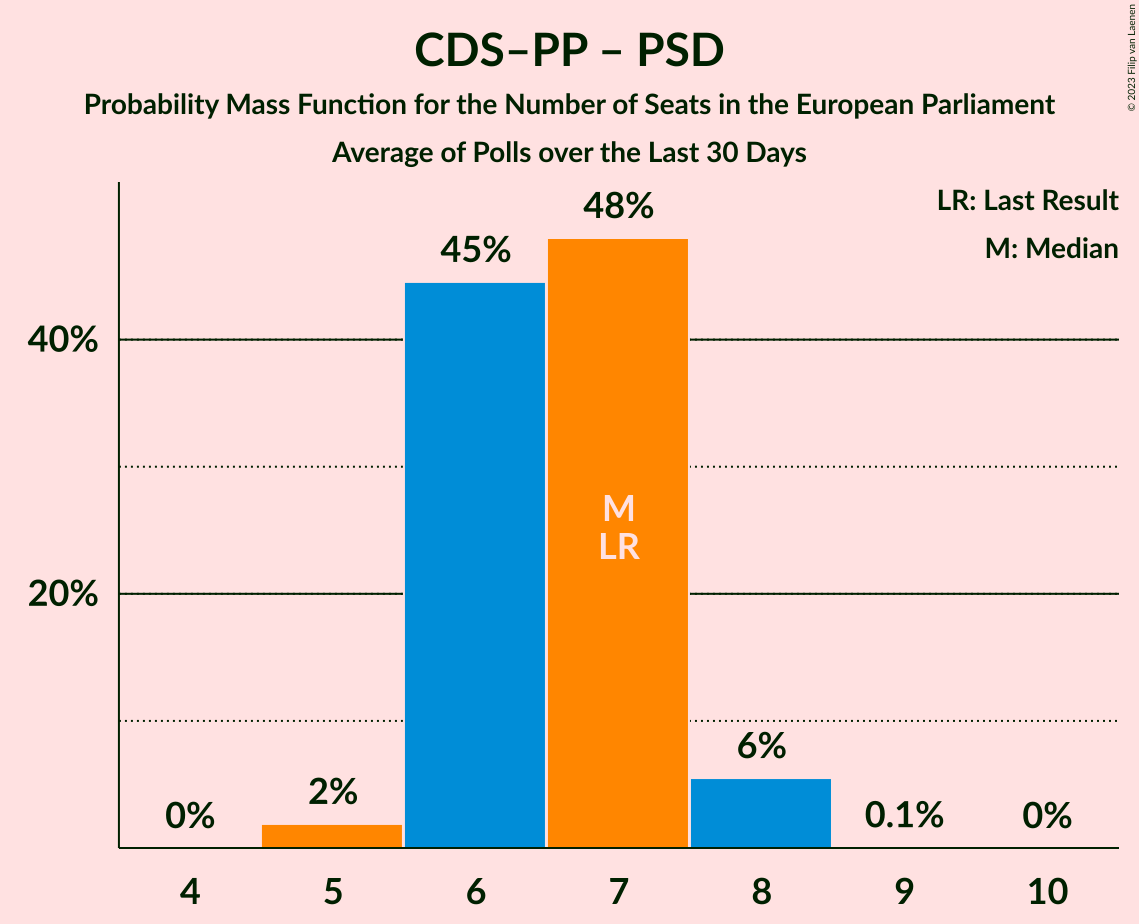 CDS–PP – PSD
Probability Mass Function for the Number of Seats in the European Parliament
Average of Polls over the Last 30 Days
© 2023 Filip van Laenen
LR: Last Result
M: Median
48%
45%
40%
M
LR
20%
6%
2%
0%
0.1%
0%
4 5 6 7 8 9 10